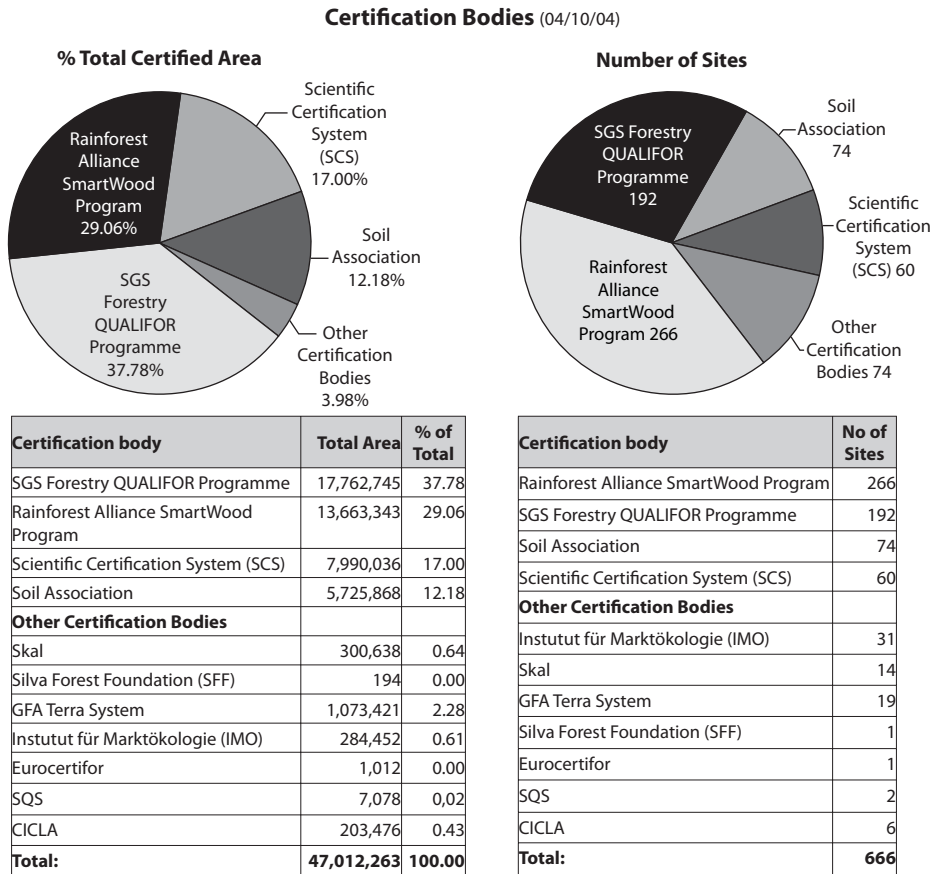 Certification Bodies (04/10/04)
% Total Certified Area
Rainforest
Alliance
SmartWood
Program
29.06%
Scientific
Certification
System
(SCS)
17.00%
Soil
Association
12.18%
Other
Certification
Bodies
3.98%
SGS
Forestry
QUALIFOR
Programme
37.78%
Number of Sites
SGS Forestry
QUALIFOR
Programme
192
Soil
Association
74
Scientific
Certification
System
(SCS) 60
Other
Certification
Bodies 74
Rainforest
Alliance
SmartWood
Program 266
Certification body Total Area % of Total
SGS Forestry QUALIFOR Programme 17,762,745 37.78
Rainforest Alliance SmartWood Program 13,663,343 29.06
Scientific Certification System (SCS) 7,990,036 17.00
Soil Association 5,725,868 12.18
Other Certification Bodies
Skal 300,638 0.64
Silva Forest Foundation (SFF) 194 0.00
GFA Terra System 1,073,421 2.28
Instutut für Marktökologie (IMO) 284,452 0.61
Eurocertifor 1,012 0.00
SQS 7,078 0,02
CICLA 203,476 0.43
Total: 47,012,263 100.00
Certification body No of Sites
Rainforest Alliance SmartWood Program 266
SGS Forestry QUALIFOR Programme 192
Soil Association 74
Scientific Certification System (SCS) 60
Other Certification Bodies
Instutut für Marktökologie (IMO) 31
Skal 14
GFA Terra System 19
Silva Forest Foundation (SFF) 1
Eurocertifor 1
SQS 2
CICLA 6
Total: 666